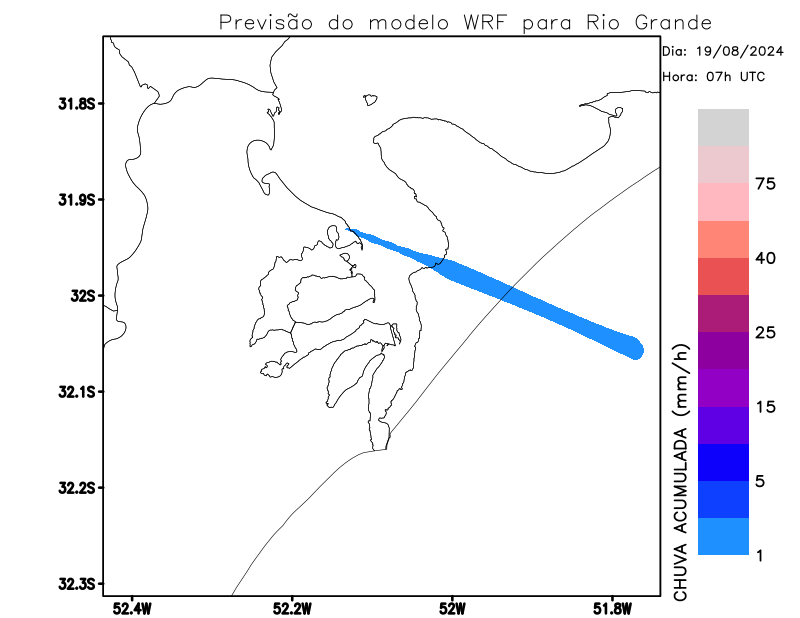 Previsão do modelo WRF para Rio Grande
Dia: 19/08/2024
Hora: 07h UTC
31.8S
31.9S
32S
32.1S
32.2S
32.3S
52.4W
52.2W
52W
51.8W
75
40
25
15
5
1
CHUVA ACUMULADA (mm/h)